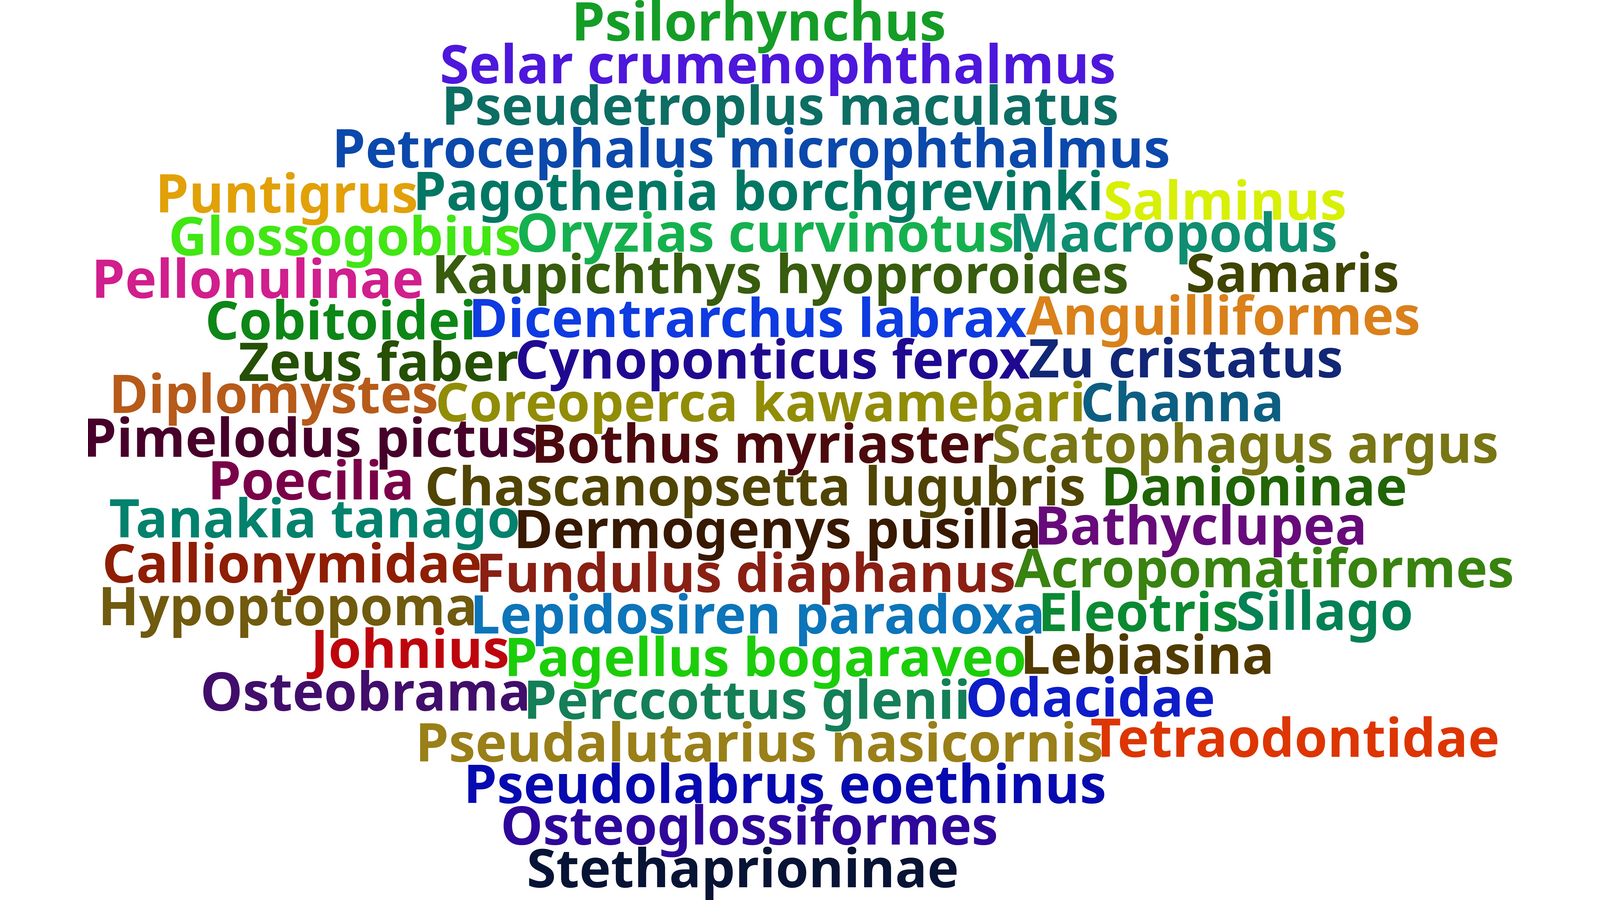 Psilorhynchus
Selar crumenophthalmus
Pseudetroplus maculatus
Petrocephalus microphthalmus
Puntigrus Pagothenia borchgrevinki Salminus
Glossogobius Oryzias curvinotus Macropodus
Pellonulinae Kaupichthys hyoproroides Samaris
Cobitoidei Dicentrarchus labrax Anguilliformes
Zeus faber Cynoponticus ferox Zu cristatus
Diplomystes Coreoperca kawamebari Channa
Pimelodus pictus Bothus myriaster Scatophagus argus
Poecilia Chascanopsetta lugubris Danioninae
Tanakia tanago Dermogenys pusilla Bathyclupea
Callionymidae Fundulus diaphanus Acropomatiformes
Hypoptopoma Lepidosiren paradoxa Eleotris Sillago
Johnius Pagellus bogaraveo Lebiasina
Osteobrama Perccottus glenii Odacidae
Pseudalutarius nasicornis Tetraodontidae
Pseudolabrus eoethinus
Osteoglossiformes
Stethaprioninae